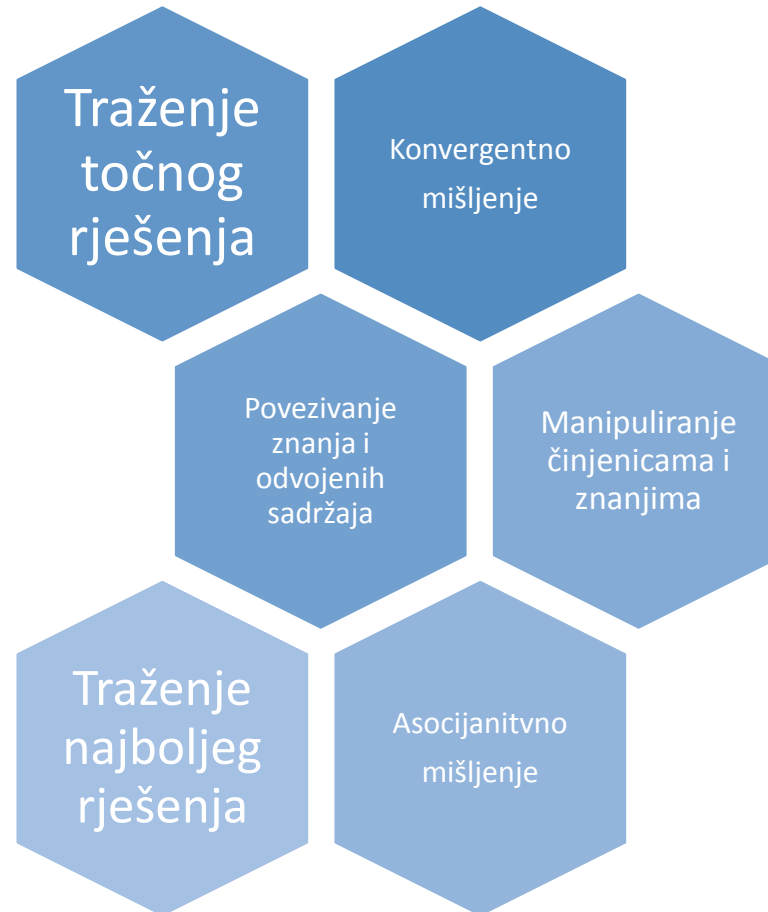 Traženje
točnog
rješenja
Konvergentno
mišljenje
Povezivanje
znanja i
odvojenih
sadržaja
Manipuliranje
činjenicama i
znanjima
Traženje
najboljeg
rješenja
Asocijanitvno
mišljenje